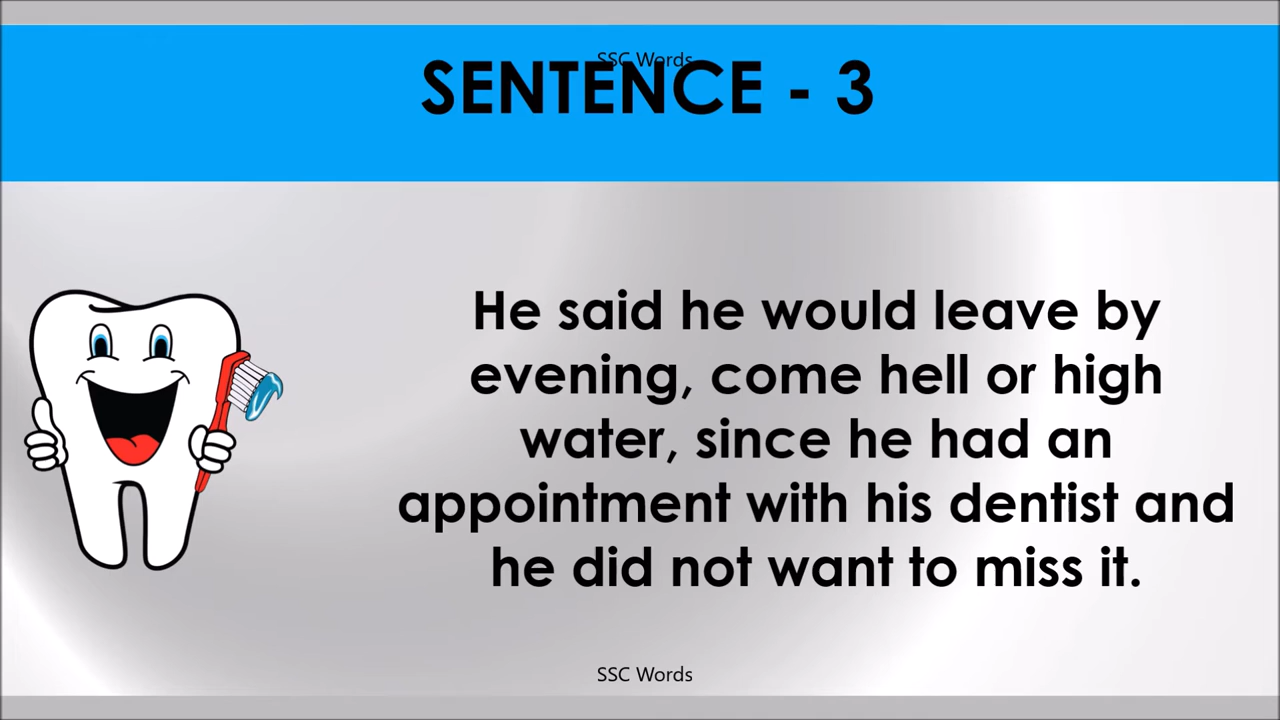 SSC Words
SENTENCE - 3
He said he would leave by
evening, come hell or high
water, since he had an
appointment with his dentist and
he did not want to miss it.
SSC Words